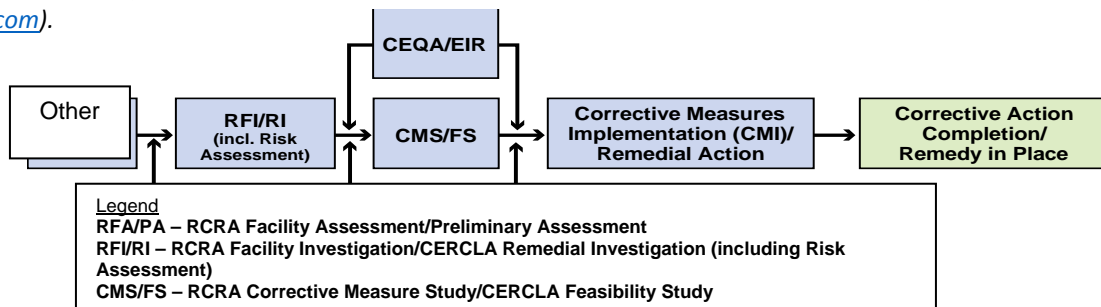 com).
CEQA/EIR
Other
RFI/RI
(incl. Risk
Assessment)
CMS/FS
Corrective Measures
Implementation (CMI)/
Remedial Action
Corrective Action
Completion/
Remedy in Place
Legend
RFA/PA – RCRA Facility Assessment/Preliminary Assessment
RFI/RI – RCRA Facility Investigation/CERCLA Remedial Investigation (including Risk
Assessment)
CMS/FS – RCRA Corrective Measure Study/CERCLA Feasibility Study